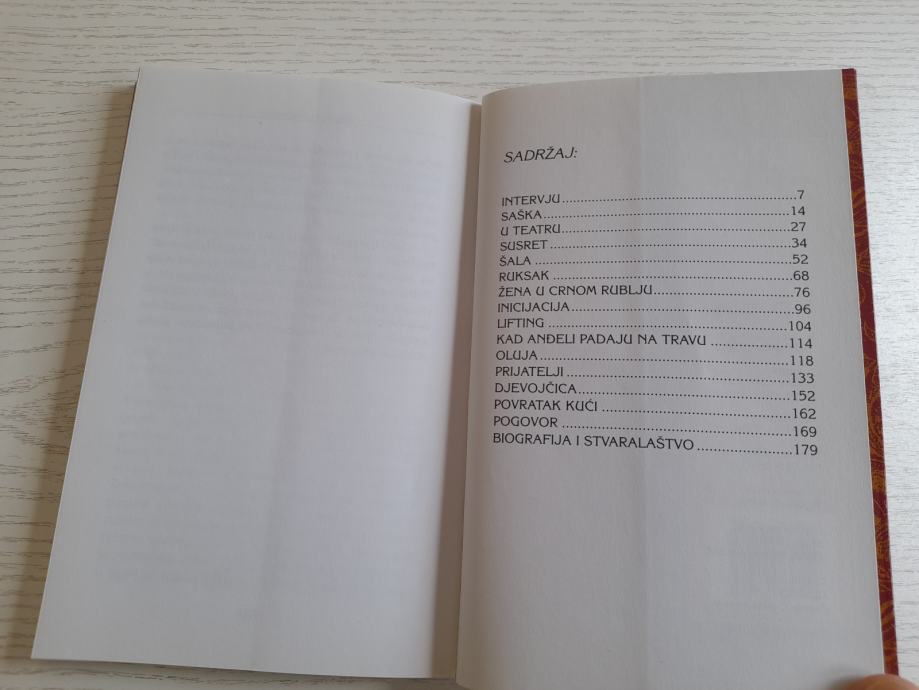 SADRŽAJ:
INTERVJU........................................................7
SAŠKA............................................................14
U TEATRU.......................................................27
SUSRET..........................................................34
ŠALA..............................................................52
RUKSAK.........................................................68
ŽENA U CRNOM RUBLJU................................76
INICIJACIJA....................................................96
LIFTING.........................................................104
KAD ANĐELI PADAJU NA TRAVU....................114
OLUJA...........................................................118
PRIJATELJI.....................................................133
DJEVOJČICA..................................................152
POVRATAK KUĆI............................................162
POGOVOR.....................................................169
BIOGRAFIJA I STVARALAŠTVO.......................179